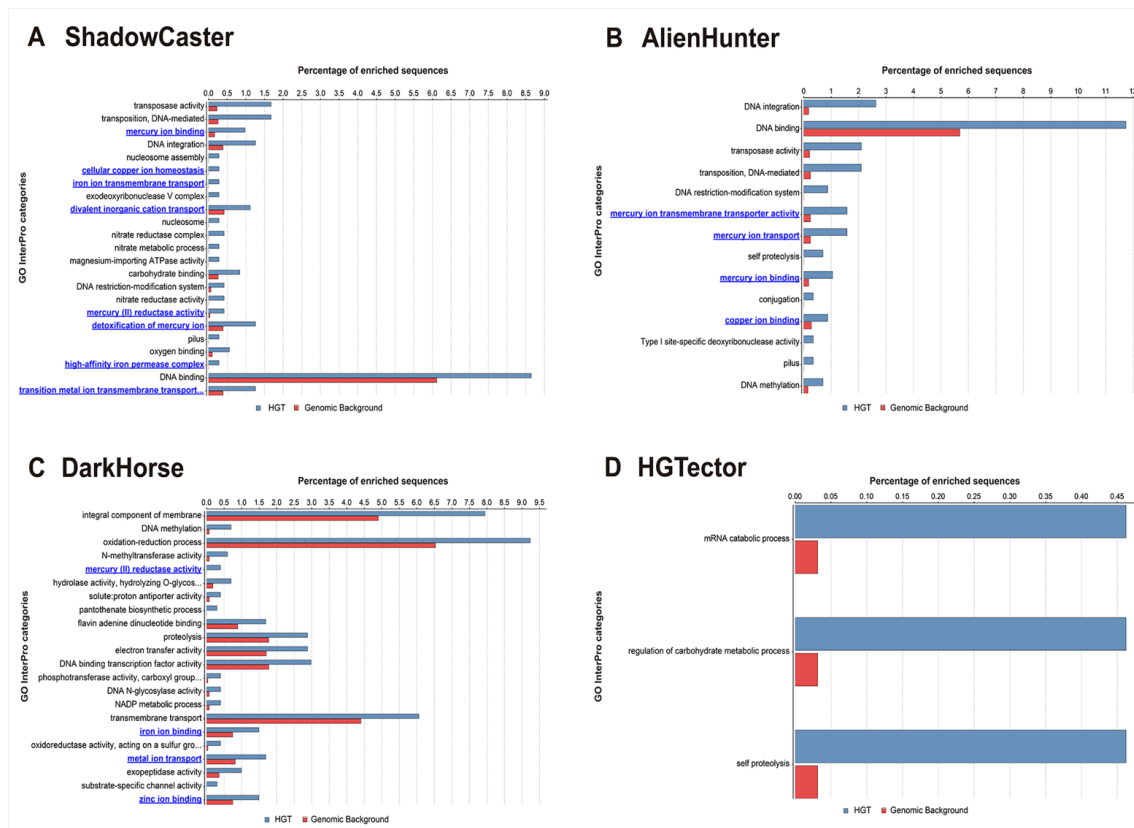 A ShadowCaster
Percentage of enriched sequences
0.0 0.5 1.0 1.5 2.0 2.5 3.0 3.5 4.0 4.5 5.0 5.5 6.0 6.5 7.0 7.5 8.0 8.5 9.0
GO InterPro categories
transposase activity
transposition, DNA-mediated
mercury ion binding
DNA integration
nucleosome assembly
cellular copper ion homeostasis
iron ion transmembrane transport
exodeoxyribonuclease V complex
divalent inorganic cation transport
nucleosome
nitrate reductase complex
nitrate metabolic process
magnesium-importing ATPase activity
carbohydrate binding
DNA restriction-modification system
nitrate reductase activity
mercury (II) reductase activity
detoxification of mercury ion
pilus
oxygen binding
high-affinity iron permease complex
DNA binding
transition metal ion transmembrane transport...
HGT Genomic Background
B AlienHunter
Percentage of enriched sequences
0 1 2 3 4 5 6 7 8 9 10 11 12
GO InterPro categories
DNA integration
DNA binding
transposase activity
transposition, DNA-mediated
DNA restriction-modification system
mercury ion transmembrane transporter activity
mercury ion transport
self proteolysis
mercury ion binding
conjugation
copper ion binding
Type I site-specific deoxyribonuclease activity
pilus
DNA methylation
HGT Genomic Background
C DarkHorse
Percentage of enriched sequences
0.0 0.5 1.0 1.5 2.0 2.5 3.0 3.5 4.0 4.5 5.0 5.5 6.0 6.5 7.0 7.5 8.0 8.5 9.0 9.5
GO InterPro categories
integral component of membrane
DNA methylation
oxidation-reduction process
N-methyltransferase activity
mercury (II) reductase activity
hydrolase activity, hydrolyzing O-glycos...
solute:proton antiporter activity
pantothenate biosynthetic process
flavin adenine dinucleotide binding
proteolysis
electron transfer activity
DNA binding transcription factor activity
phosphotransferase activity, carboxyl group...
DNA N-glycosylase activity
NADP metabolic process
transmembrane transport
iron ion binding
oxidoreductase activity, acting on a sulfur gro...
metal ion transport
exopeptidase activity
substrate-specific channel activity
zinc ion binding
HGT Genomic Background
D HGTector
Percentage of enriched sequences
0.00 0.05 0.10 0.15 0.20 0.25 0.30 0.35 0.40 0.45
GO InterPro categories
mRNA catabolic process
regulation of carbohydrate metabolic process
self proteolysis
HGT Genomic Background